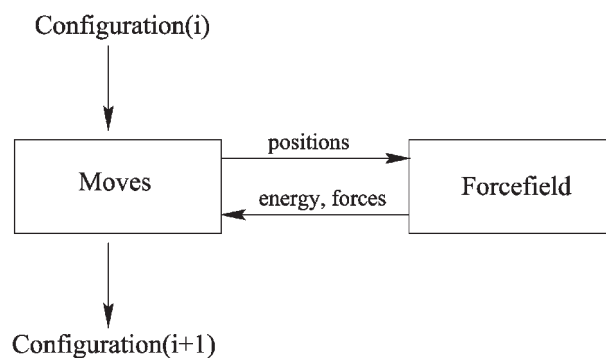 Configuration(i)
positions
Moves
Forcefield
energy, forces
Configuration(i+1)